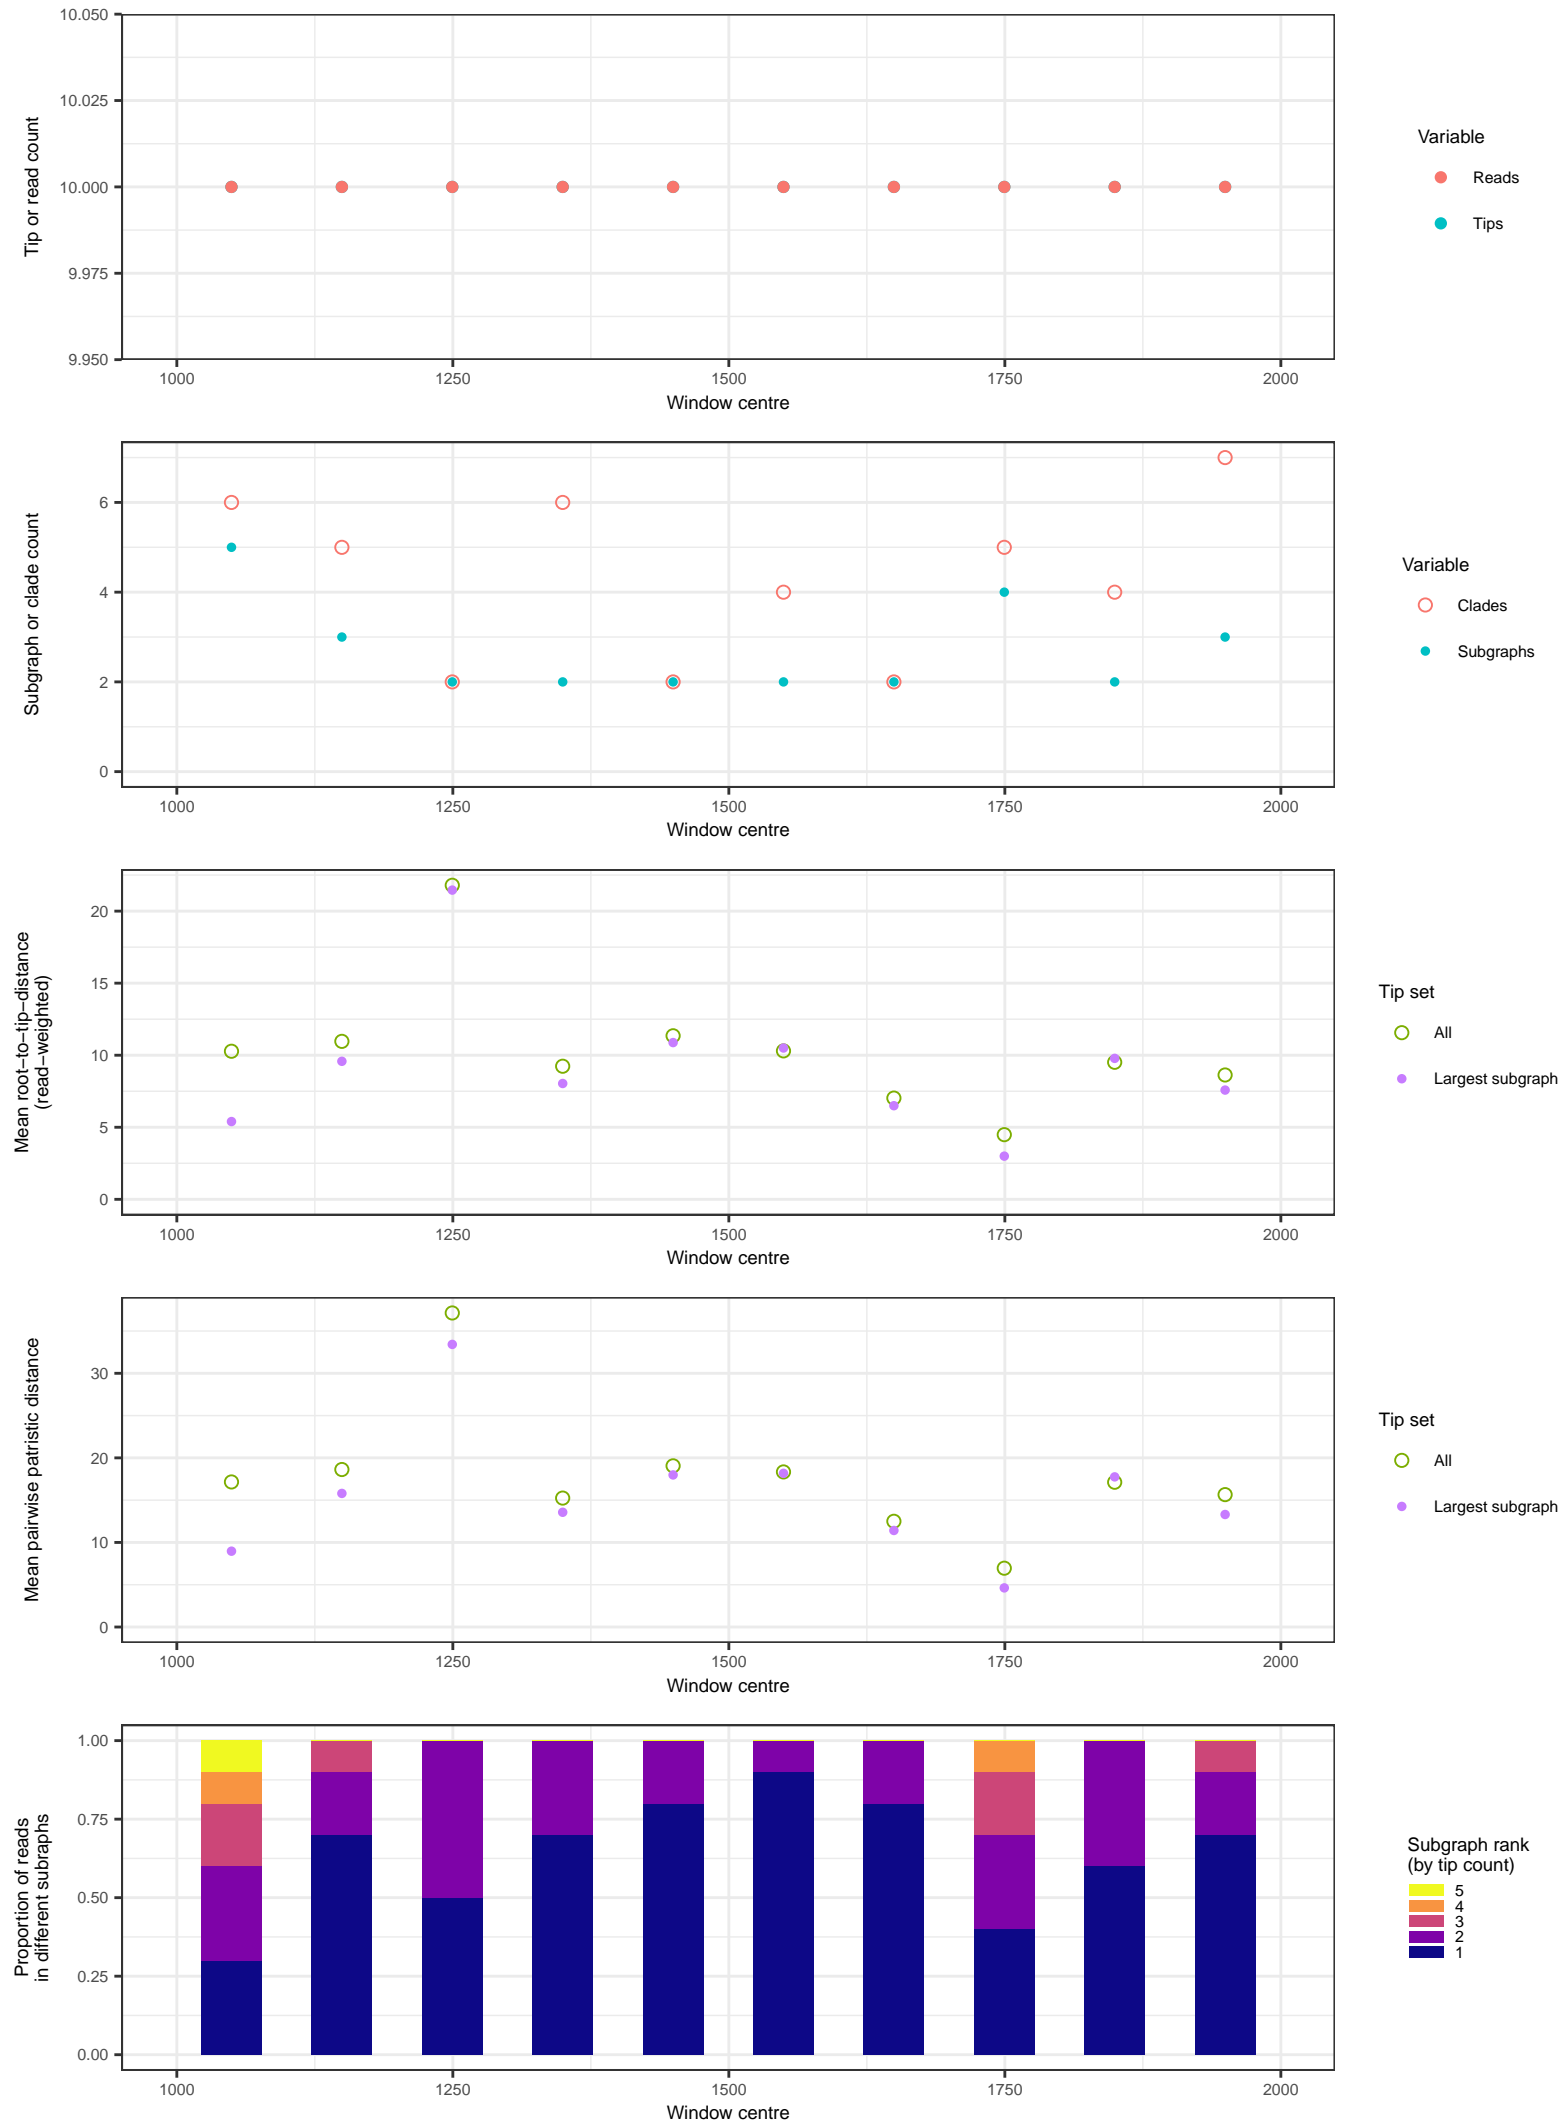 10.050
10.025
10.000
9.975
9.950
Tip or read count
1000 1250 1500 1750 2000
Window centre
Variable
Reads
Tips
6
4
2
0
Subgraph or clade count
1000 1250 1500 1750 2000
Window centre
Variable
Clades
Subgraphs
20
15
10
5
0
Mean root−to−tip−distance
(read−weighted)
1000 1250 1500 1750 2000
Window centre
Tip set
All
Largest subgraph
30
20
10
0
Mean pairwise patristic distance
1000 1250 1500 1750 2000
Window centre
Tip set
All
Largest subgraph
1.00
0.75
0.50
0.25
0.00
Proportion of reads
in different subraphs
1000 1250 1500 1750 2000
Window centre
Subgraph rank
(by tip count)
5
4
3
2
1